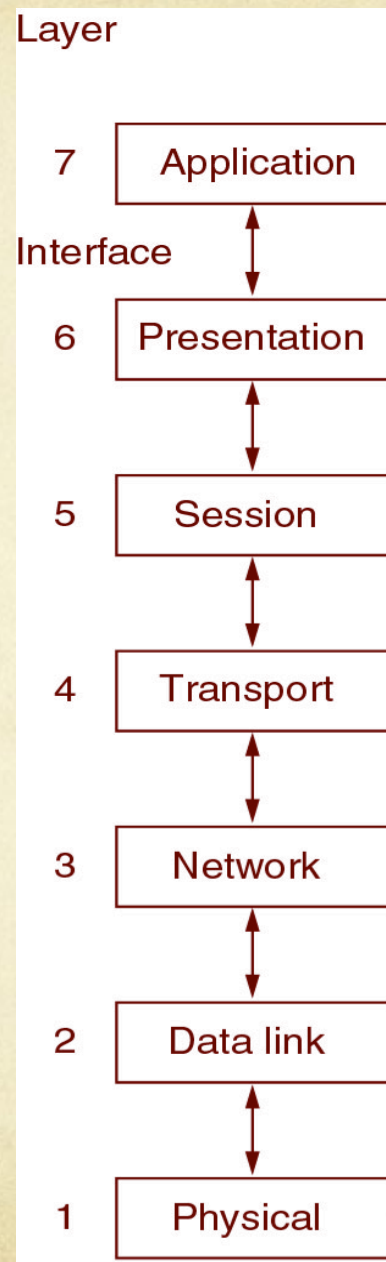 Layer
7 Application
Interface
6 Presentation
5 Session
4 Transport
3 Network
2 Data link
1 Physical